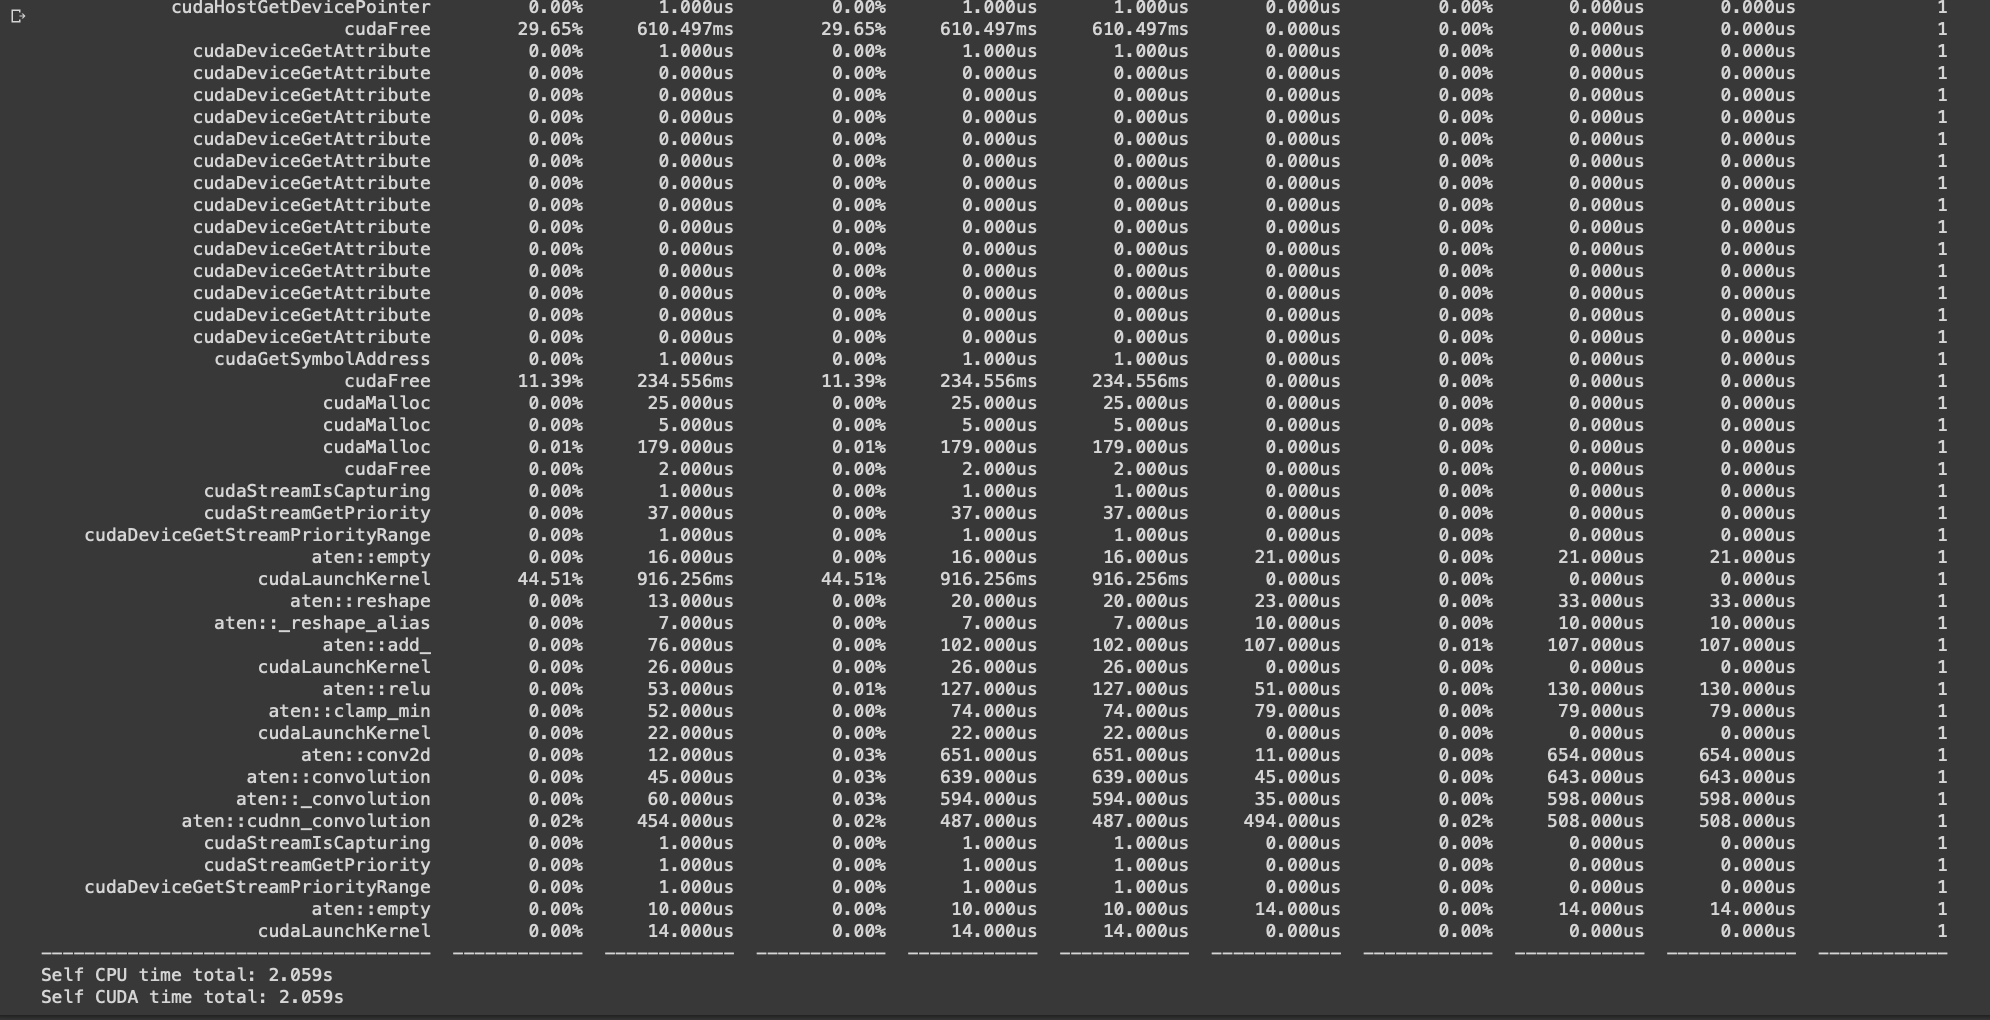 cudaHostGetDevicePointer 0.00% 1.000us 0.00% 1.000us 1.000us 0.000us 0.00% 0.000us 0.000us 1
cudaFree 29.65% 610.497ms 29.65% 610.497ms 610.497ms 0.000us 0.00% 0.000us 0.000us 1
cudaDeviceGetAttribute 0.00% 1.000us 0.00% 1.000us 1.000us 0.000us 0.00% 0.000us 0.000us 1
cudaDeviceGetAttribute 0.00% 0.000us 0.00% 0.000us 0.000us 0.000us 0.00% 0.000us 0.000us 1
cudaDeviceGetAttribute 0.00% 0.000us 0.00% 0.000us 0.000us 0.000us 0.00% 0.000us 0.000us 1
cudaDeviceGetAttribute 0.00% 0.000us 0.00% 0.000us 0.000us 0.000us 0.00% 0.000us 0.000us 1
cudaDeviceGetAttribute 0.00% 0.000us 0.00% 0.000us 0.000us 0.000us 0.00% 0.000us 0.000us 1
cudaDeviceGetAttribute 0.00% 0.000us 0.00% 0.000us 0.000us 0.000us 0.00% 0.000us 0.000us 1
cudaDeviceGetAttribute 0.00% 0.000us 0.00% 0.000us 0.000us 0.000us 0.00% 0.000us 0.000us 1
cudaDeviceGetAttribute 0.00% 0.000us 0.00% 0.000us 0.000us 0.000us 0.00% 0.000us 0.000us 1
cudaDeviceGetAttribute 0.00% 0.000us 0.00% 0.000us 0.000us 0.000us 0.00% 0.000us 0.000us 1
cudaDeviceGetAttribute 0.00% 0.000us 0.00% 0.000us 0.000us 0.000us 0.00% 0.000us 0.000us 1
cudaDeviceGetAttribute 0.00% 0.000us 0.00% 0.000us 0.000us 0.000us 0.00% 0.000us 0.000us 1
cudaDeviceGetAttribute 0.00% 0.000us 0.00% 0.000us 0.000us 0.000us 0.00% 0.000us 0.000us 1
cudaDeviceGetAttribute 0.00% 0.000us 0.00% 0.000us 0.000us 0.000us 0.00% 0.000us 0.000us 1
cudaDeviceGetAttribute 0.00% 0.000us 0.00% 0.000us 0.000us 0.000us 0.00% 0.000us 0.000us 1
cudaGetSymbolAddress 0.00% 1.000us 0.00% 1.000us 1.000us 0.000us 0.00% 0.000us 0.000us 1
cudaFree 11.39% 234.556ms 11.39% 234.556ms 234.556ms 0.000us 0.00% 0.000us 0.000us 1
cudaMalloc 0.00% 25.000us 0.00% 25.000us 25.000us 0.000us 0.00% 0.000us 0.000us 1
cudaMalloc 0.00% 5.000us 0.00% 5.000us 5.000us 0.000us 0.00% 0.000us 0.000us 1
cudaMalloc 0.01% 179.000us 0.01% 179.000us 179.000us 0.000us 0.00% 0.000us 0.000us 1
cudaFree 0.00% 2.000us 0.00% 2.000us 2.000us 0.000us 0.00% 0.000us 0.000us 1
cudaStreamIsCapturing 0.00% 1.000us 0.00% 1.000us 1.000us 0.000us 0.00% 0.000us 0.000us 1
cudaStreamGetPriority 0.00% 37.000us 0.00% 37.000us 37.000us 0.000us 0.00% 0.000us 0.000us 1
cudaDeviceGetStreamPriorityRange 0.00% 1.000us 0.00% 1.000us 1.000us 0.000us 0.00% 0.000us 0.000us 1
aten::empty 0.00% 16.000us 0.00% 16.000us 16.000us 21.000us 0.00% 21.000us 21.000us 1
cudaLaunchKernel 44.51% 916.256ms 44.51% 916.256ms 916.256ms 0.000us 0.00% 0.000us 0.000us 1
aten::reshape 0.00% 13.000us 0.00% 20.000us 20.000us 23.000us 0.00% 33.000us 33.000us 1
aten::_reshape_alias 0.00% 7.000us 0.00% 7.000us 7.000us 10.000us 0.00% 10.000us 10.000us 1
aten::add_ 0.00% 76.000us 0.00% 102.000us 102.000us 107.000us 0.01% 107.000us 107.000us 1
cudaLaunchKernel 0.00% 26.000us 0.00% 26.000us 26.000us 0.000us 0.00% 0.000us 0.000us 1
aten::relu 0.00% 53.000us 0.01% 127.000us 127.000us 51.000us 0.00% 130.000us 130.000us 1
aten::clamp_min 0.00% 52.000us 0.00% 74.000us 74.000us 79.000us 0.00% 79.000us 79.000us 1
cudaLaunchKernel 0.00% 22.000us 0.00% 22.000us 22.000us 0.000us 0.00% 0.000us 0.000us 1
aten::conv2d 0.00% 12.000us 0.03% 651.000us 651.000us 11.000us 0.00% 654.000us 654.000us 1
aten::convolution 0.00% 45.000us 0.03% 639.000us 639.000us 45.000us 0.00% 643.000us 643.000us 1
aten::_convolution 0.00% 60.000us 0.03% 594.000us 594.000us 35.000us 0.00% 598.000us 598.000us 1
aten::cudnn_convolution 0.02% 454.000us 0.02% 487.000us 487.000us 494.000us 0.02% 508.000us 508.000us 1
cudaStreamIsCapturing 0.00% 1.000us 0.00% 1.000us 1.000us 0.000us 0.00% 0.000us 0.000us 1
cudaStreamGetPriority 0.00% 1.000us 0.00% 1.000us 1.000us 0.000us 0.00% 0.000us 0.000us 1
cudaDeviceGetStreamPriorityRange 0.00% 1.000us 0.00% 1.000us 1.000us 0.000us 0.00% 0.000us 0.000us 1
aten::empty 0.00% 10.000us 0.00% 10.000us 10.000us 14.000us 0.00% 14.000us 14.000us 1
cudaLaunchKernel 0.00% 14.000us 0.00% 14.000us 14.000us 0.000us 0.00% 0.000us 0.000us 1
Self CPU time total: 2.059s
Self CUDA time total: 2.059s